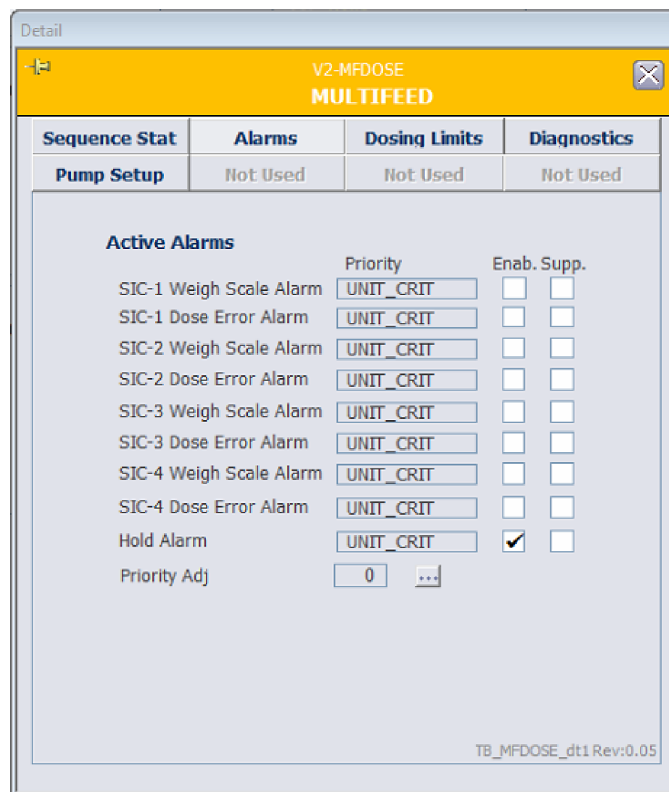 Detail
V2-MFDOSE
MULTIFEED
Sequence Stat Alarms Dosing Limits Diagnostics
Pump Setup Not Used Not Used Not Used
Active Alarms
Priority Enab. Supp.
SIC-1 Weigh Scale Alarm UNIT_CRIT
SIC-1 Dose Error Alarm UNIT_CRIT
SIC-2 Weigh Scale Alarm UNIT_CRIT
SIC-2 Dose Error Alarm UNIT_CRIT
SIC-3 Weigh Scale Alarm UNIT_CRIT
SIC-3 Dose Error Alarm UNIT_CRIT
SIC-4 Weigh Scale Alarm UNIT_CRIT
SIC-4 Dose Error Alarm UNIT_CRIT
Hold Alarm UNIT_CRIT
Priority Adj 0 ...
TB_MFDOSE_dt1 Rev:0.05